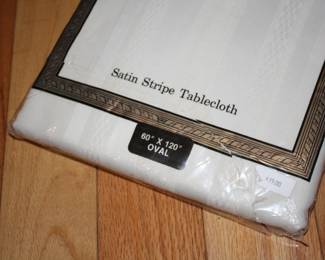 Satin Stripe Tablecloth
60" X 120"
OVAL